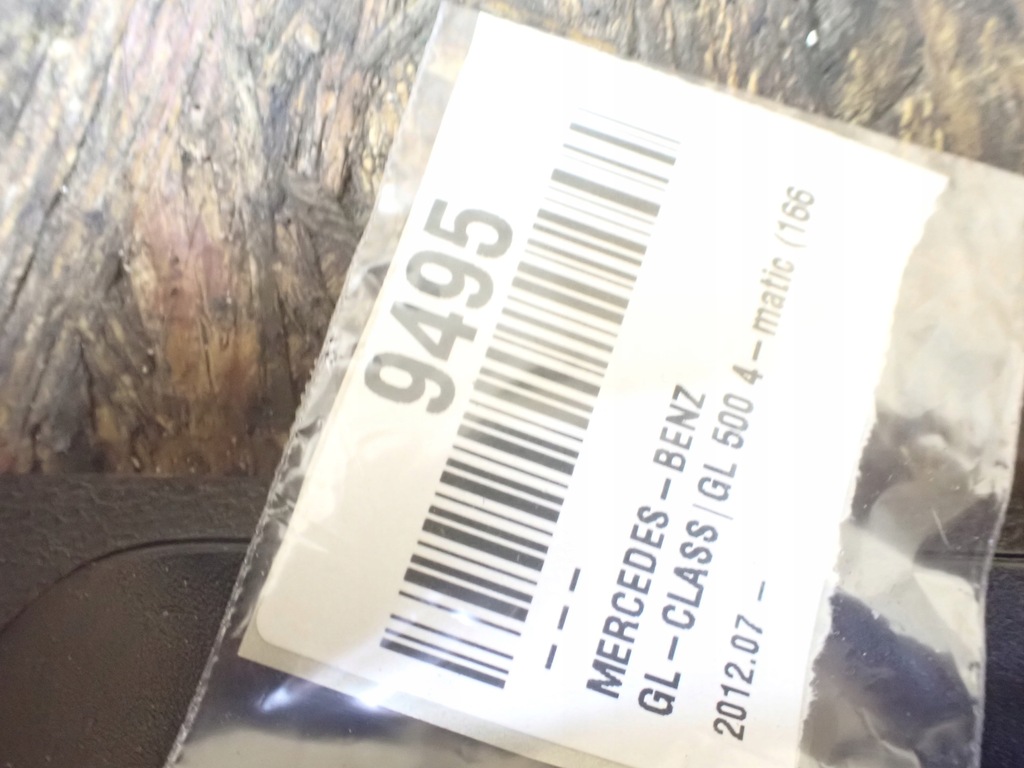 9495
---
MERCEDES-BENZ
GL-CLASS|GL 500 4-matic (166
2012.07 -